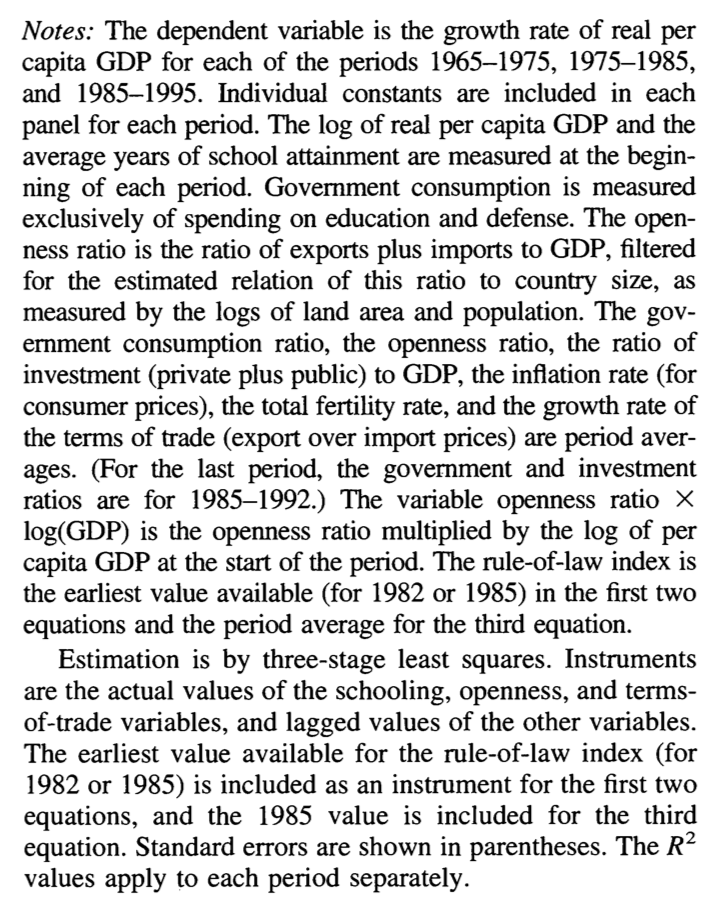 Notes: The dependent variable is the growth rate of real per
capita GDP for each of the periods 1965–1975, 1975–1985,
and 1985–1995. Individual constants are included in each
panel for each period. The log of real per capita GDP and the
average years of school attainment are measured at the begin-
ning of each period. Government consumption is measured
exclusively of spending on education and defense. The open-
ness ratio is the ratio of exports plus imports to GDP, filtered
for the estimated relation of this ratio to country size, as
measured by the logs of land area and population. The gov-
ernment consumption ratio, the openness ratio, the ratio of
investment (private plus public) to GDP, the inflation rate (for
consumer prices), the total fertility rate, and the growth rate of
the terms of trade (export over import prices) are period aver-
ages. (For the last period, the government and investment
ratios are for 1985–1992.) The variable openness ratio ×
log(GDP) is the openness ratio multiplied by the log of per
capita GDP at the start of the period. The rule-of-law index is
the earliest value available (for 1982 or 1985) in the first two
equations and the period average for the third equation.
Estimation is by three-stage least squares. Instruments
are the actual values of the schooling, openness, and terms-
of-trade variables, and lagged values of the other variables.
The earliest value available for the rule-of-law index (for
1982 or 1985) is included as an instrument for the first two
equations, and the 1985 value is included for the third
equation. Standard errors are shown in parentheses. The R²
values apply to each period separately.